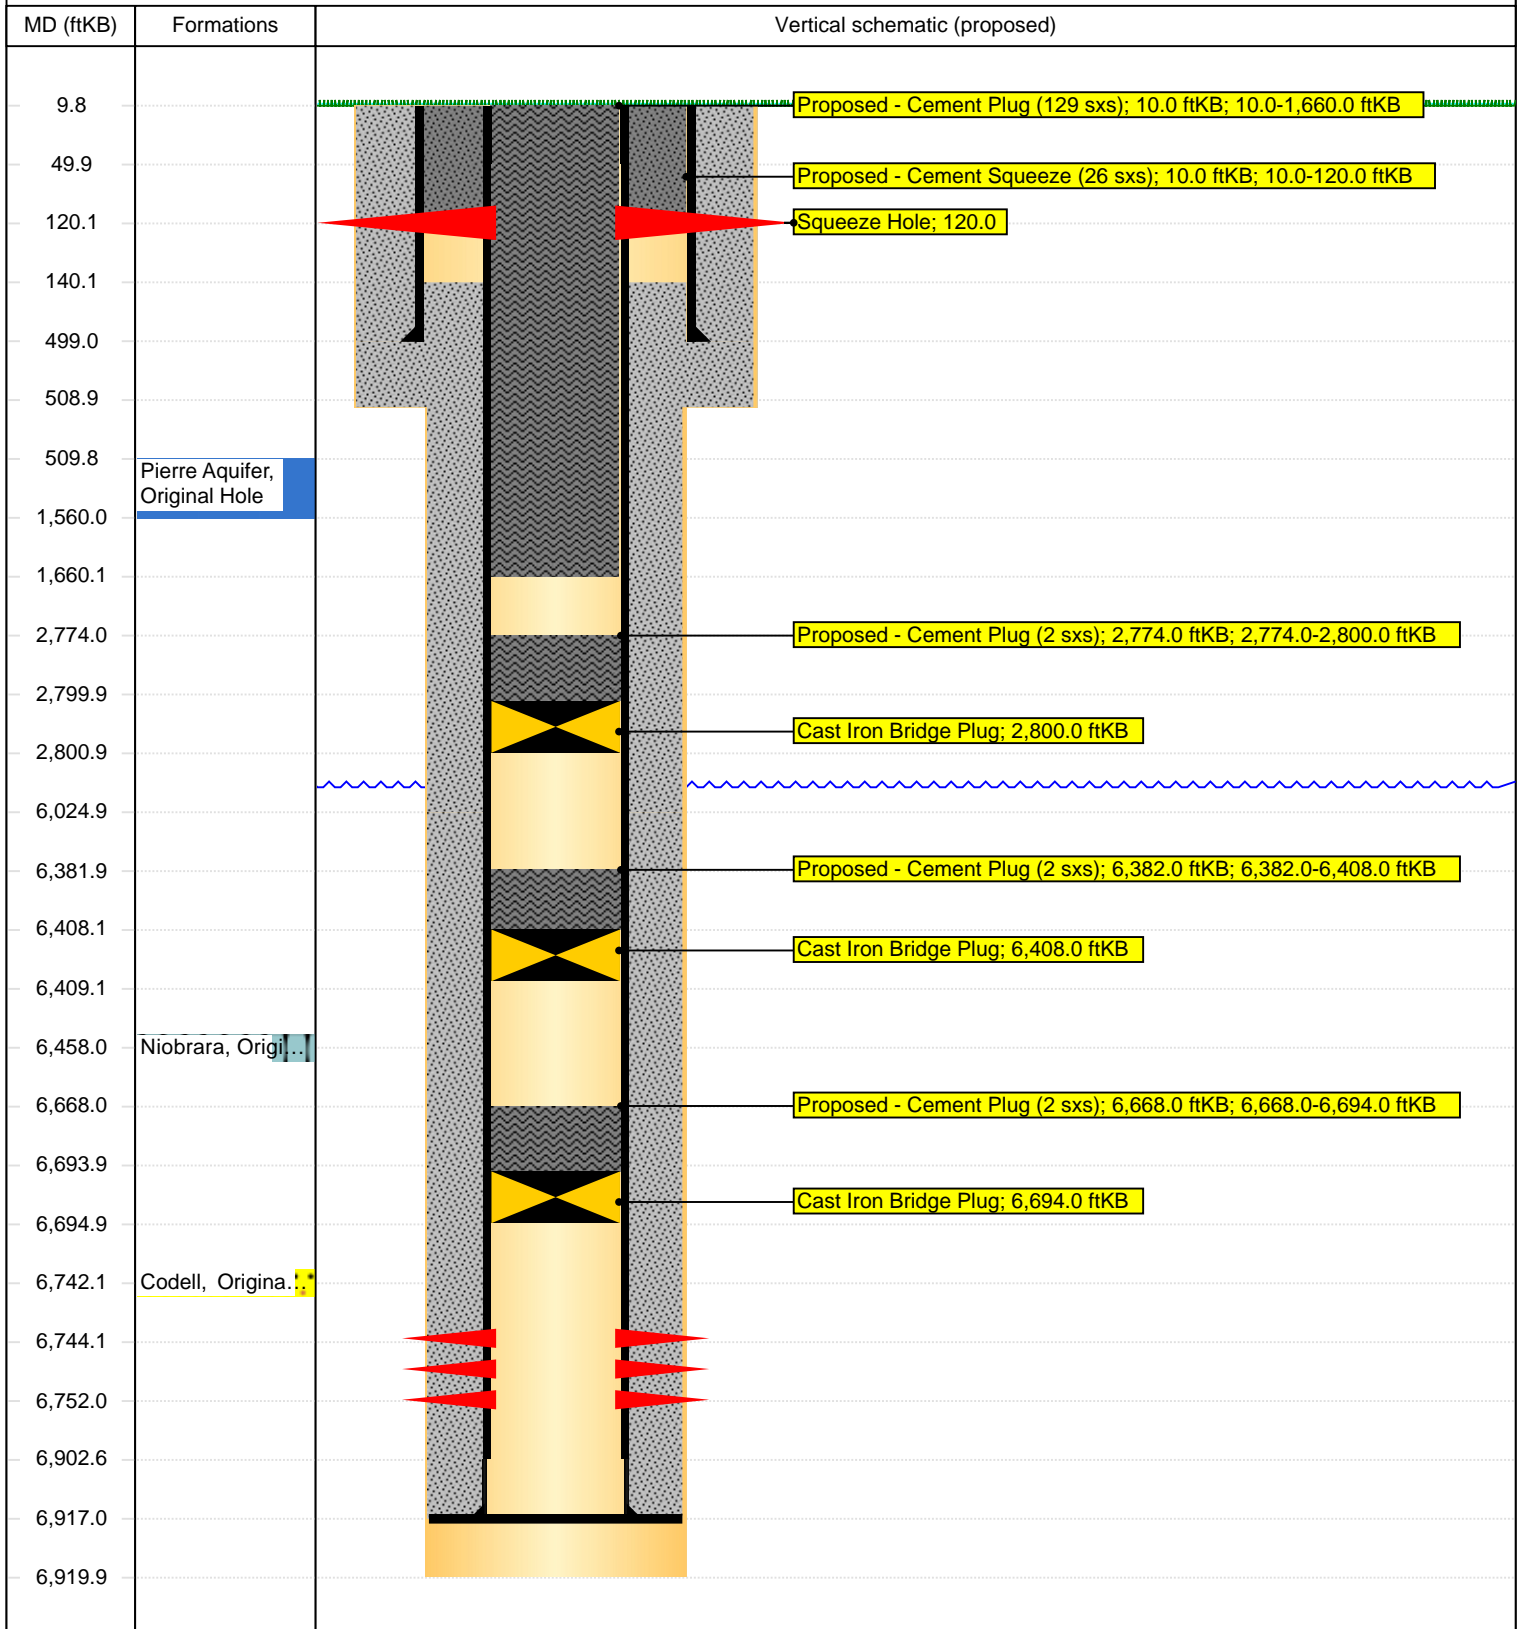 MD (ftKB)
Formations
Vertical schematic (proposed)
9.8
Proposed - Cement Plug (129 sxs); 10.0 ftKB; 10.0-1,660.0 ftKB
49.9
Proposed - Cement Squeeze (26 sxs); 10.0 ftKB; 10.0-120.0 ftKB
120.1
Squeeze Hole; 120.0
140.1
499.0
508.9
509.8
Pierre Aquifer,
Original Hole
1,560.0
1,660.1
2,774.0
Proposed - Cement Plug (2 sxs); 2,774.0 ftKB; 2,774.0-2,800.0 ftKB
2,799.9
Cast Iron Bridge Plug; 2,800.0 ftKB
2,800.9
6,024.9
6,381.9
Proposed - Cement Plug (2 sxs); 6,382.0 ftKB; 6,382.0-6,408.0 ftKB
6,408.1
Cast Iron Bridge Plug; 6,408.0 ftKB
6,409.1
6,458.0
Niobrara, Origi...
6,668.0
Proposed - Cement Plug (2 sxs); 6,668.0 ftKB; 6,668.0-6,694.0 ftKB
6,693.9
Cast Iron Bridge Plug; 6,694.0 ftKB
6,694.9
6,742.1
Codell, Origina...
6,744.1
6,752.0
6,902.6
6,917.0
6,919.9